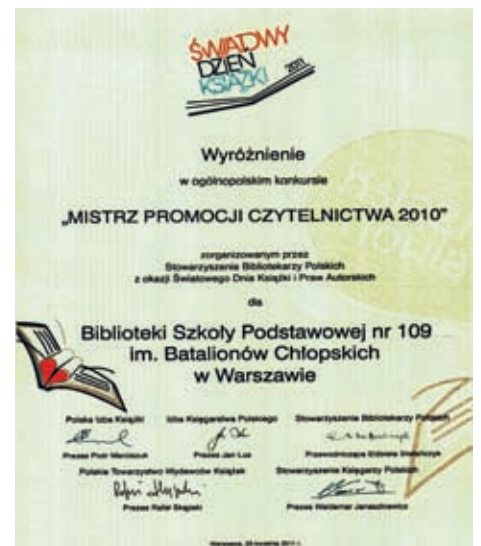 ŚWIATOWY
DZIEŃ
KSIĄŻKI
2011
Wyróżnienie
w ogólnopolskim konkursie
„MISTRZ PROMOCJI CZYTELNICTWA 2010”
zorganizowanym przez
Stowarzyszenie Bibliotekarzy Polskich
z okazji Światowego Dnia Książki i Praw Autorskich
dla
Biblioteki Szkoły Podstawowej nr 109
im. Batalionów Chłopskich
w Warszawie
Polska Izba Książki Izba Księgarstwa Polskiego Stowarzyszenie Bibliotekarzy Polskich
Prezes Piotr Marciszuk Prezes Jan Lus Przewodnicząca Elżbieta Stefańczyk
Polskie Towarzystwo Wydawców Książek Stowarzyszenie Księgarzy Polskich
Prezes Rafał Skąpski Prezes Waldemar Janaszkiewicz
Warszawa, kwietnia 2011 r.